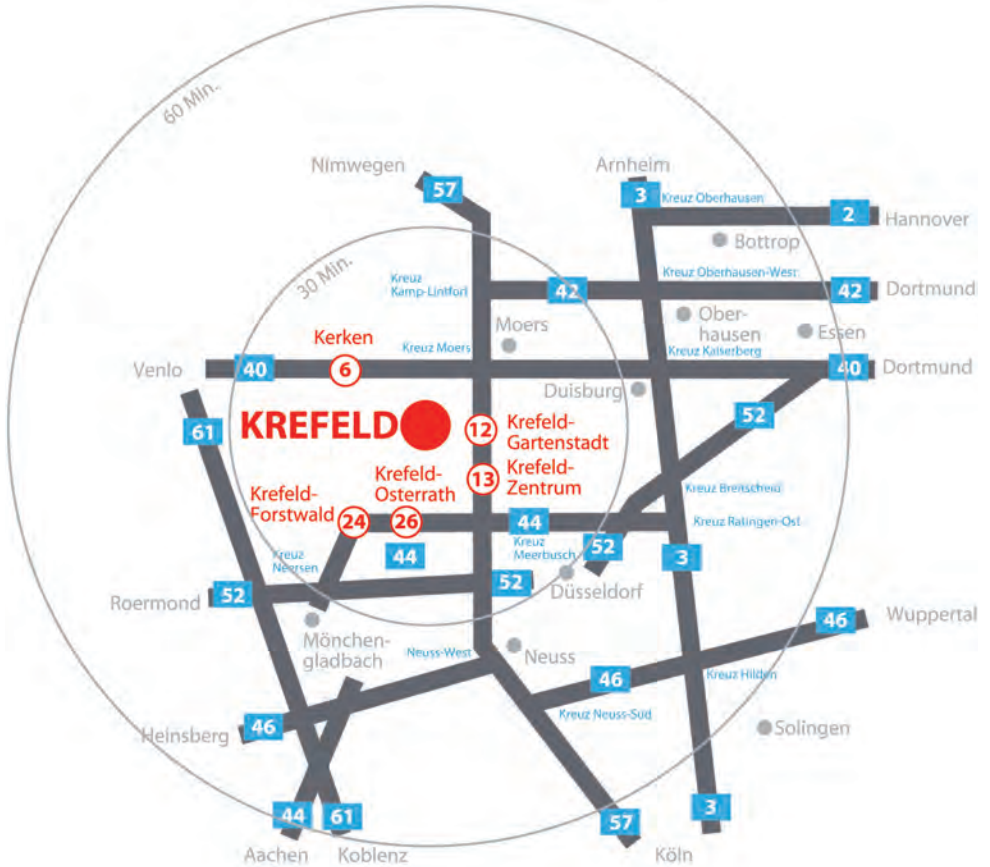 60 Min.
Nimwegen
57
Arnheim
3
Kreuz Oberhausen
2
Hannover
Bottrop
30 Min.
Kreuz
Kamp-Lintfort
42
Kreuz Oberhausen-West
42
Dortmund
Kerken
6
Kreuz Moers
Moers
Ober-
hausen
Essen
Kreuz Kaiserberg
Venlo
40
40
Dortmund
Duisburg
61
KREFELD
12
Krefeld-
Gartenstadt
52
13
Krefeld-
Zentrum
Krefeld-
Osterrath
26
Krefeld-
Forstwald
24
44
44
Kreuz Breitscheid
Kreuz Ratingen-Ost
Kreuz
Neersen
Kreuz
Meerbusch
52
3
Roermond
52
52
Düsseldorf
Mönchen-
gladbach
Neuss-West
Neuss
46
Wuppertal
46
Kreuz Hilden
Kreuz Neuss-Süd
Heinsberg
46
Solingen
44
61
57
3
Aachen
Koblenz
Köln